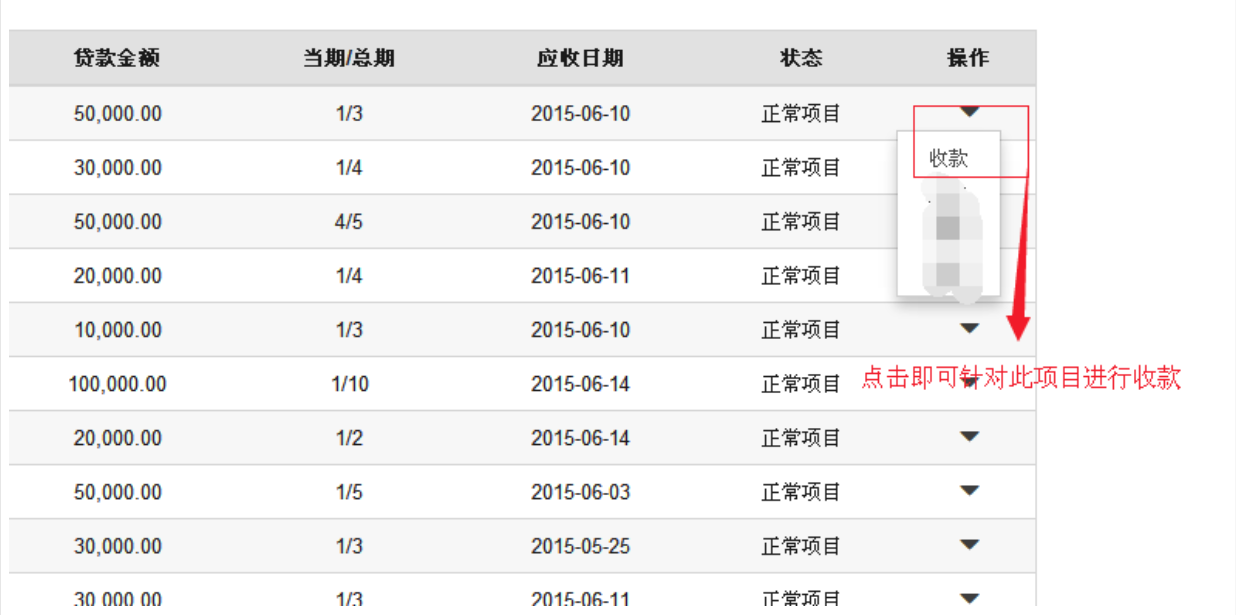 贷款金额 当期/总期 应收日期 状态 操作
50,000.00 1/3 2015-06-10 正常项目
收款
30,000.00 1/4 2015-06-10 正常项目
50,000.00 4/5 2015-06-10 正常项目
20,000.00 1/4 2015-06-11 正常项目
10,000.00 1/3 2015-06-10 正常项目
100,000.00 1/10 2015-06-14 正常项目
点击即可针对此项目进行收款
20,000.00 1/2 2015-06-14 正常项目
50,000.00 1/5 2015-06-03 正常项目
30,000.00 1/3 2015-05-25 正常项目
30,000.00 1/3 2015-06-11 正常项目